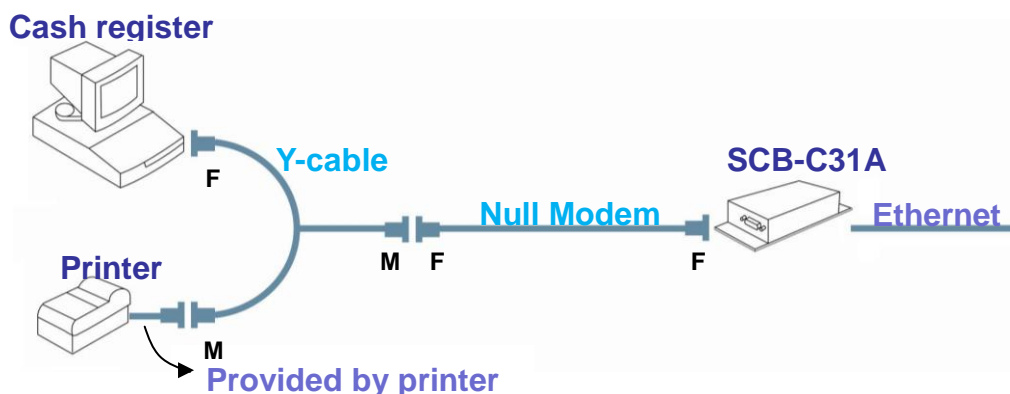 Cash register
Y-cable
F
SCB-C31A
Null Modem
Ethernet
M F
F
Printer
M
Provided by printer